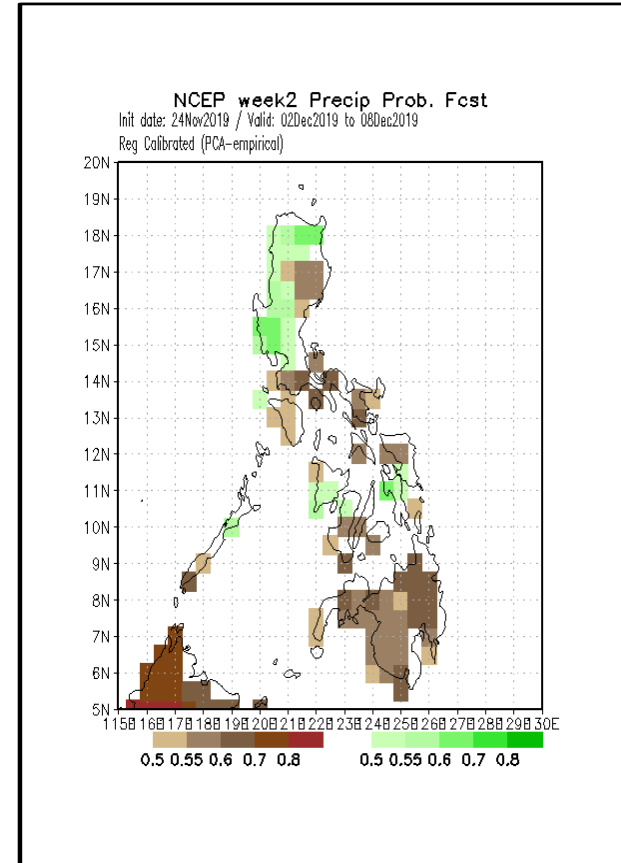 NCEP week2 Precip Prob. Fcst
Init date: 24Nov2019 / Valid: 02Dec2019 to 08Dec2019
Reg Calibrated (PCA-empirical)
20N
19N
18N
17N
16N
15N
14N
13N
12N
11N
10N
9N
8N
7N
6N
5N
115E 116E 117E 118E 119E 120E 121E 122E 123E 124E 125E 126E 127E 128E 129E 130E
0.5 0.55 0.6 0.7 0.8 0.5 0.55 0.6 0.7 0.8